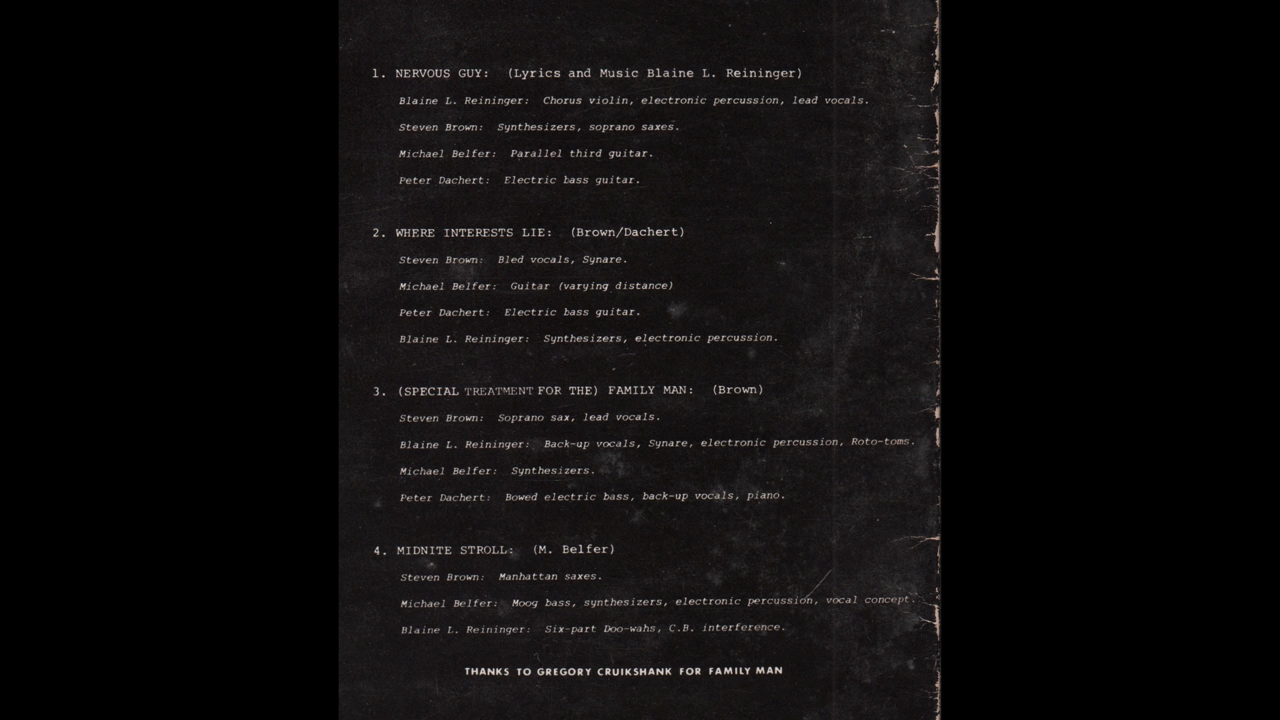 1. NERVOUS GUY: (Lyrics and Music Blaine L. Reininger)
Blaine L. Reininger: Chorus violin, electronic percussion, lead vocals.
Steven Brown: Synthesizers, soprano saxes.
Michael Belfer: Parallel third guitar.
Peter Dachert: Electric bass guitar.
2. WHERE INTERESTS LIE: (Brown/Dachert)
Steven Brown: Bled vocals, Synare.
Michael Belfer: Guitar (varying distance)
Peter Dachert: Electric bass guitar.
Blaine L. Reininger: Synthesizers, electronic percussion.
3. (SPECIAL TREATMENT FOR THE) FAMILY MAN: (Brown)
Steven Brown: Soprano sax, lead vocals.
Blaine L. Reininger: Back-up vocals, Synare, electronic percussion, Roto-toms.
Michael Belfer: Synthesizers.
Peter Dachert: Bowed electric bass, back-up vocals, piano.
4. MIDNITE STROLL: (M. Belfer)
Steven Brown: Manhattan saxes.
Michael Belfer: Moog bass, synthesizers, electronic percussion, vocal concept.
Blaine L. Reininger: Six-part Doo-wahs, C.B. interference.
THANKS TO GREGORY CRUIKSHANK FOR FAMILY MAN